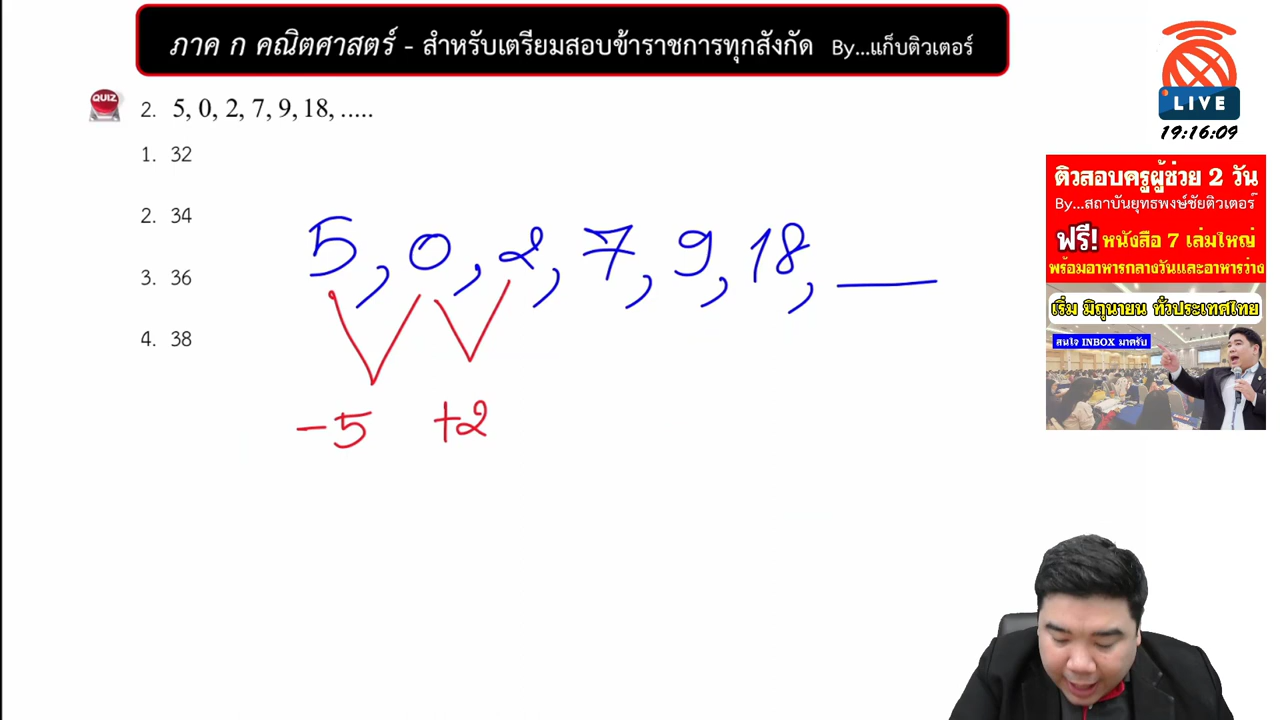 ภาค ก คณิตศาสตร์ - สำหรับเตรียมสอบข้าราชการทุกสังกัด By...แก็บติวเตอร์
QUIZ
2. 5, 0, 2, 7, 9, 18, .....
1. 32
2. 34
3. 36
4. 38
5, 0, 2, 7, 9, 18, ____
-5 +2
LIVE
19:16:09
ติวสอบครูผู้ช่วย 2 วัน
By...สถาบันยุทธพงษ์ชัยติวเตอร์
ฟรี! หนังสือ 7 เล่มใหญ่
พร้อมอาหารกลางวันและอาหารว่าง
เริ่ม มิถุนายน ทั่วประเทศไทย
สนใจ INBOX มาครับ